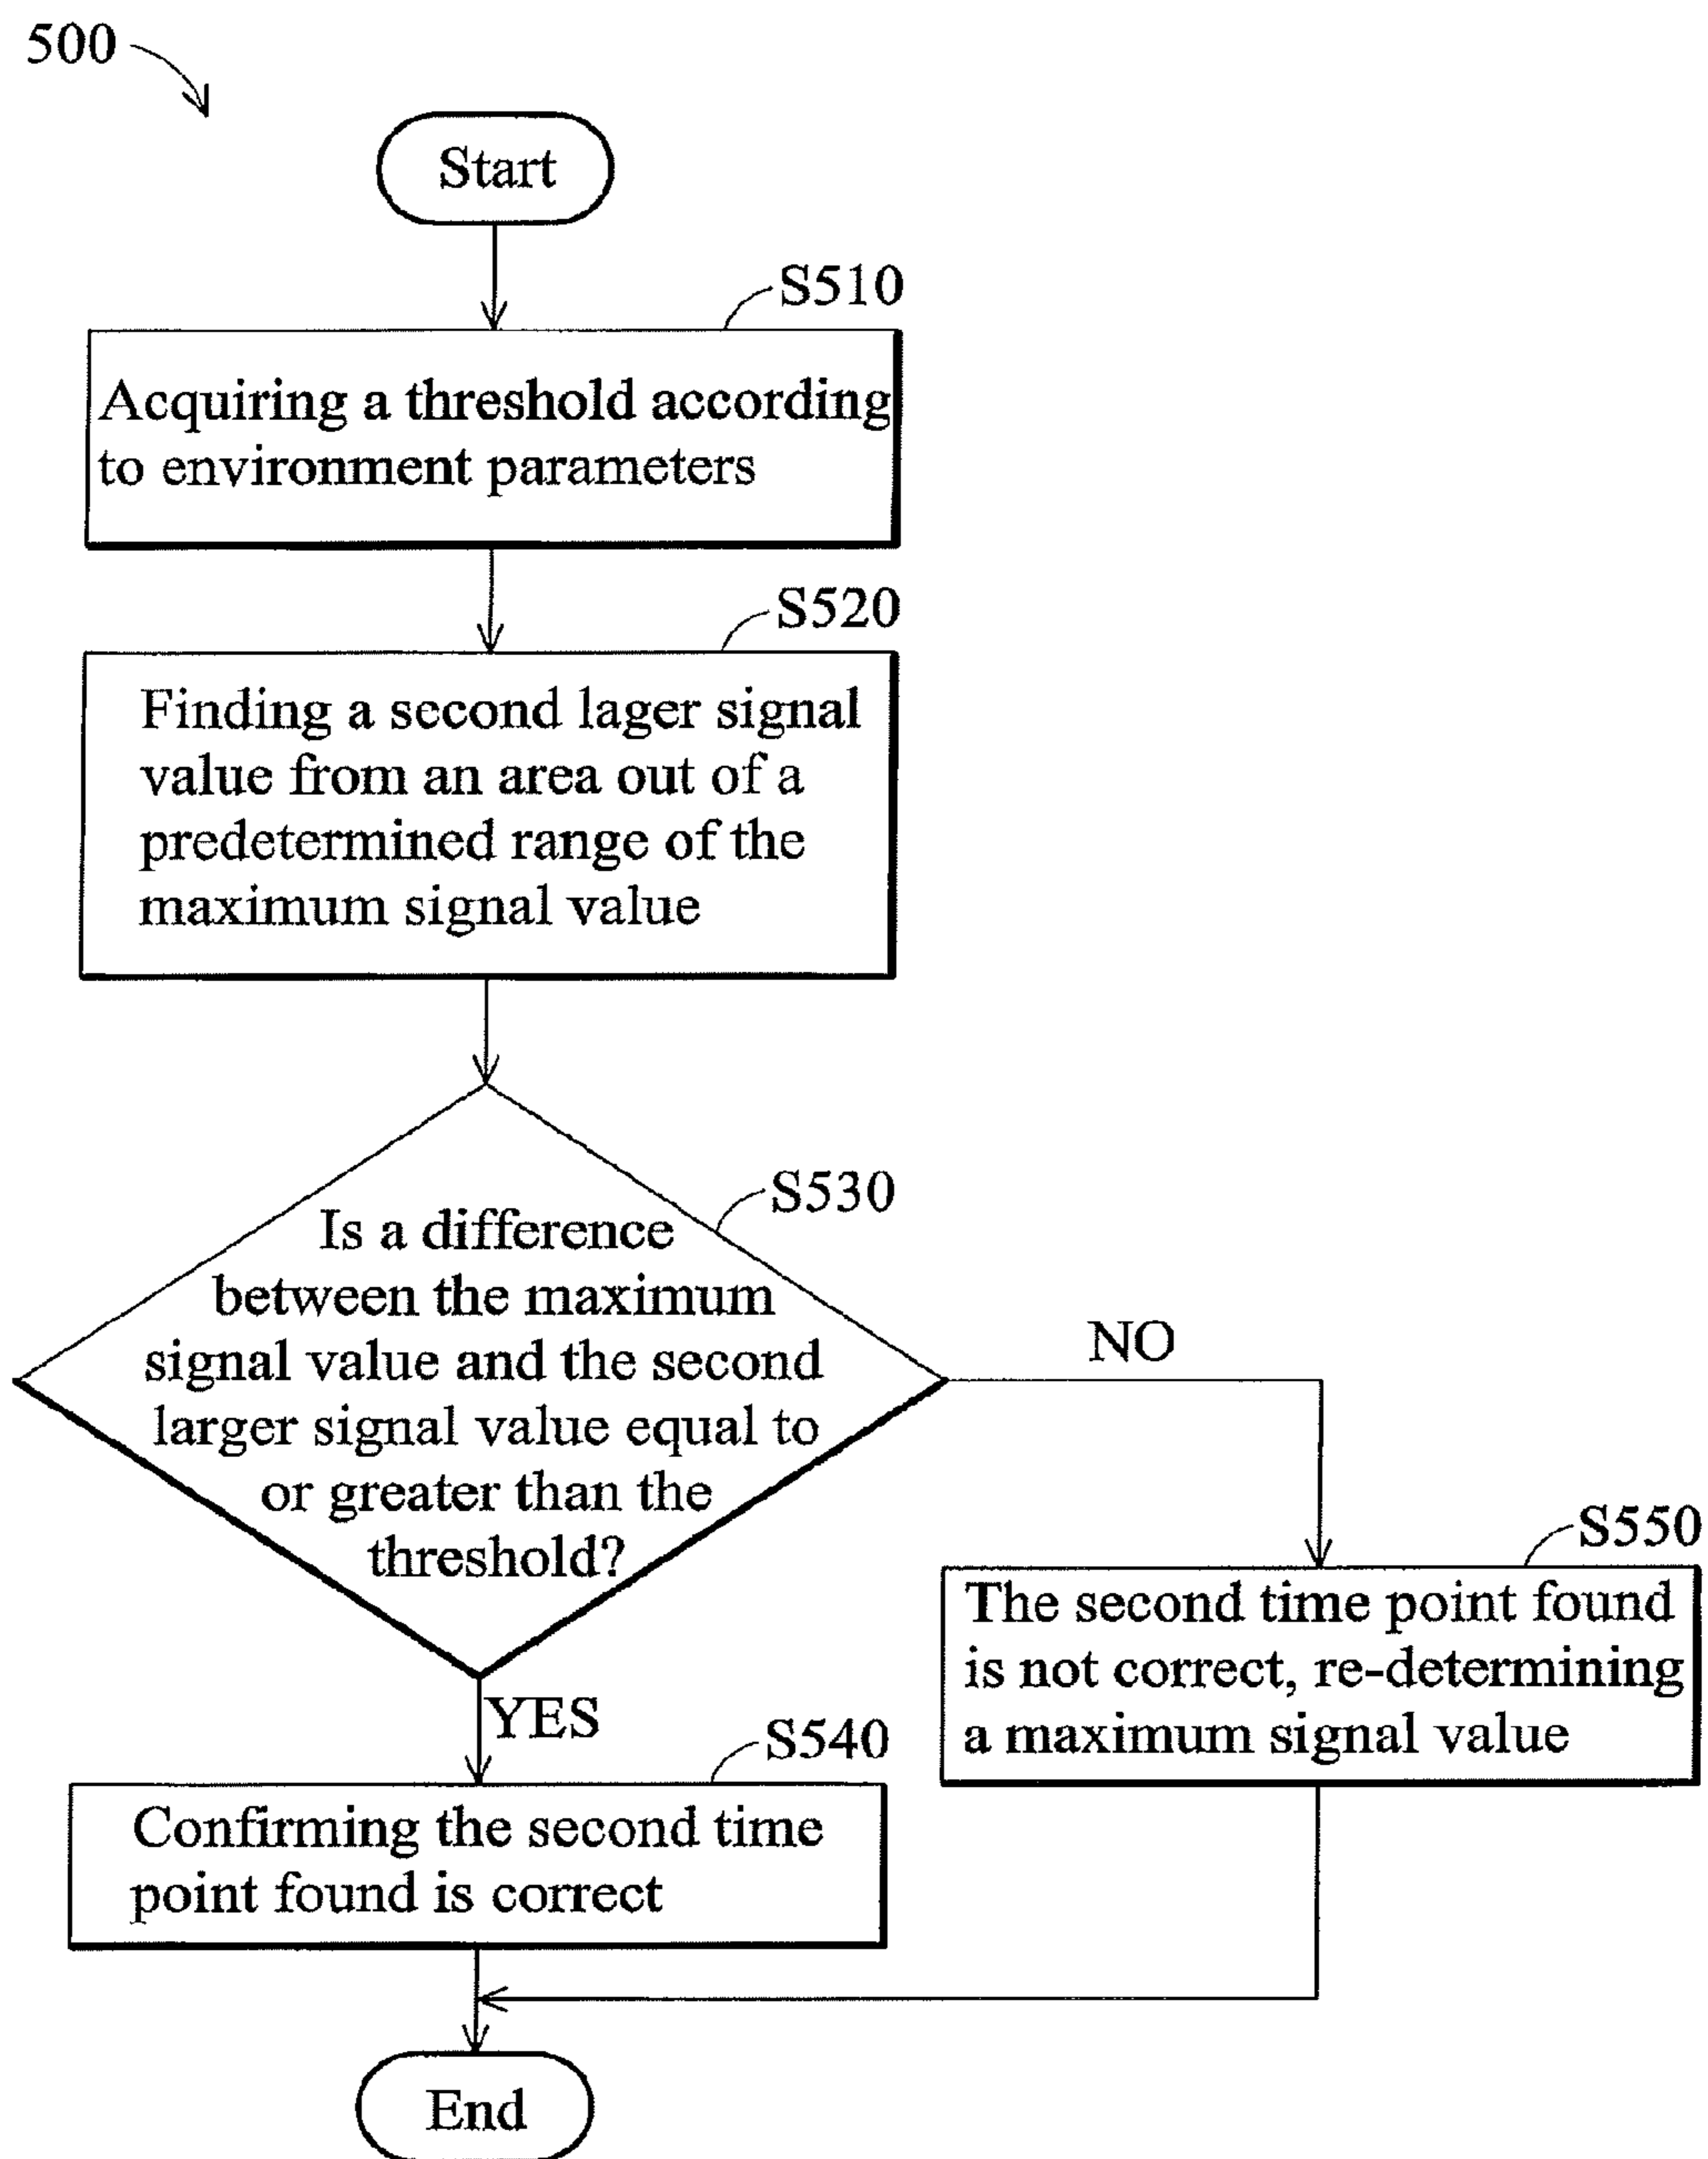 500
Start
S510
Acquiring a threshold according
to environment parameters
S520
Finding a second lager signal
value from an area out of a
predetermined range of the
maximum signal value
S530
Is a difference
between the maximum
signal value and the second
larger signal value equal to
or greater than the
threshold?
NO
S550
The second time point found
is not correct, re-determining
a maximum signal value
YES
S540
Confirming the second time
point found is correct
End